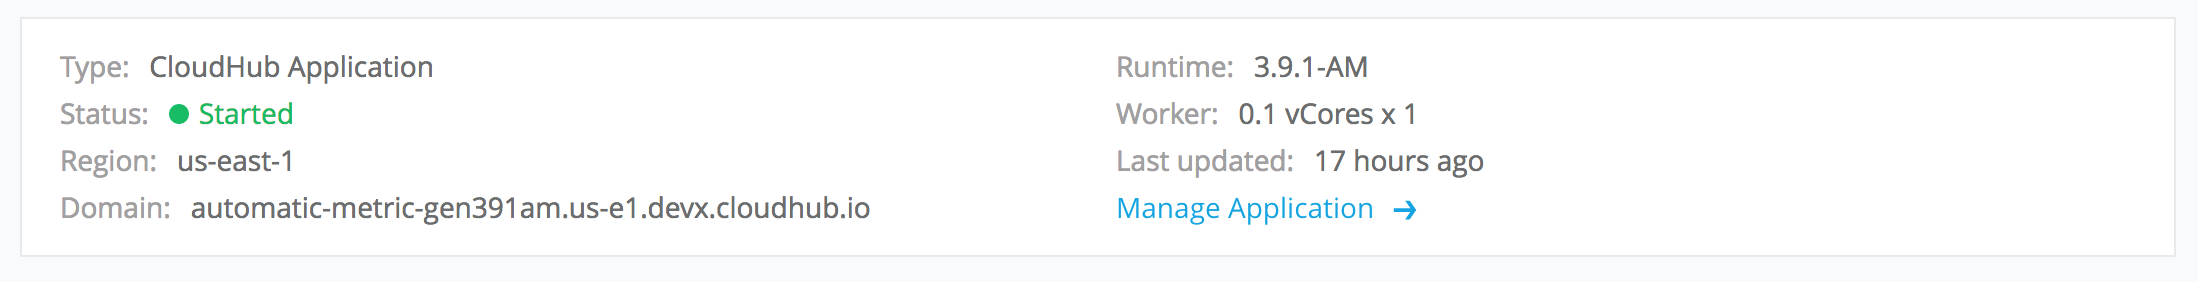 Type: CloudHub Application
Status: Started
Region: us-east-1
Domain: automatic-metric-gen391am.us-e1.devx.cloudhub.io
Runtime: 3.9.1-AM
Worker: 0.1 vCores x 1
Last updated: 17 hours ago
Manage Application →